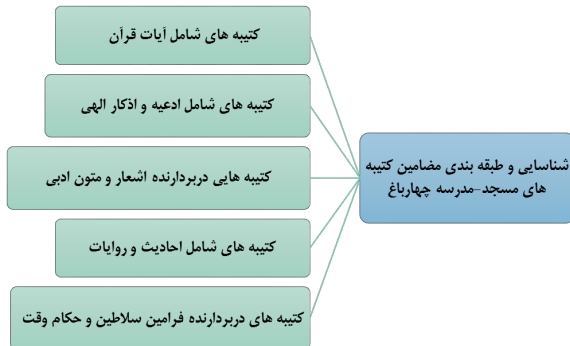 شناسایی و طبقه بندی مضامین کتیبه
های مسجد-مدرسه چهارباغ
کتیبه های شامل آیات قرآن
کتیبه های شامل ادعیه و اذکار الهی
کتیبه هایی دربردارنده اشعار و متون ادبی
کتیبه های شامل احادیث و روایات
کتیبه های دربردارنده فرامین سلاطین و حکام وقت